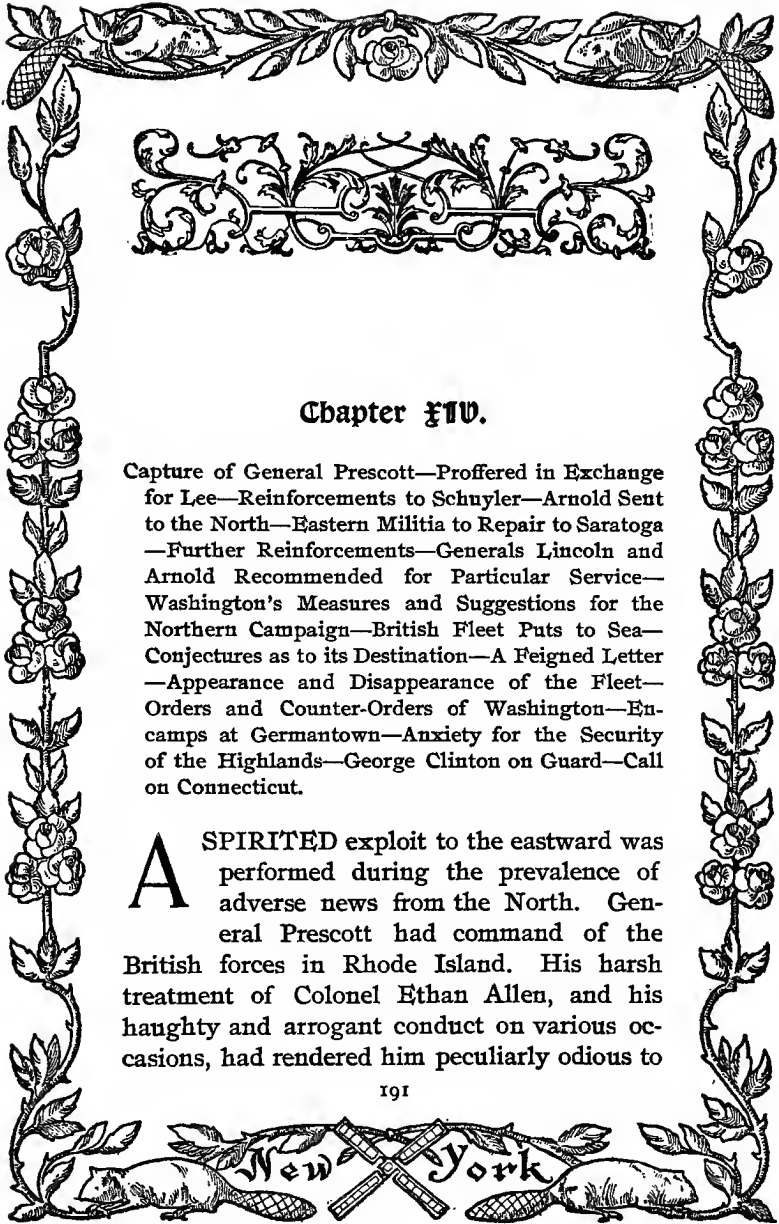 Chapter XIV.
Capture of General Prescott—Proffered in Exchange
for Lee—Reinforcements to Schuyler—Arnold Sent
to the North—Eastern Militia to Repair to Saratoga
—Further Reinforcements—Generals Lincoln and
Arnold Recommended for Particular Service—
Washington's Measures and Suggestions for the
Northern Campaign—British Fleet Puts to Sea—
Conjectures as to its Destination—A Feigned Letter
—Appearance and Disappearance of the Fleet—
Orders and Counter-Orders of Washington—En-
camps at Germantown—Anxiety for the Security
of the Highlands—George Clinton on Guard—Call
on Connecticut.
A SPIRITED exploit to the eastward was
performed during the prevalence of
adverse news from the North. Gen-
eral Prescott had command of the
British forces in Rhode Island. His harsh
treatment of Colonel Ethan Allen, and his
haughty and arrogant conduct on various oc-
casions, had rendered him peculiarly odious to
191
New York